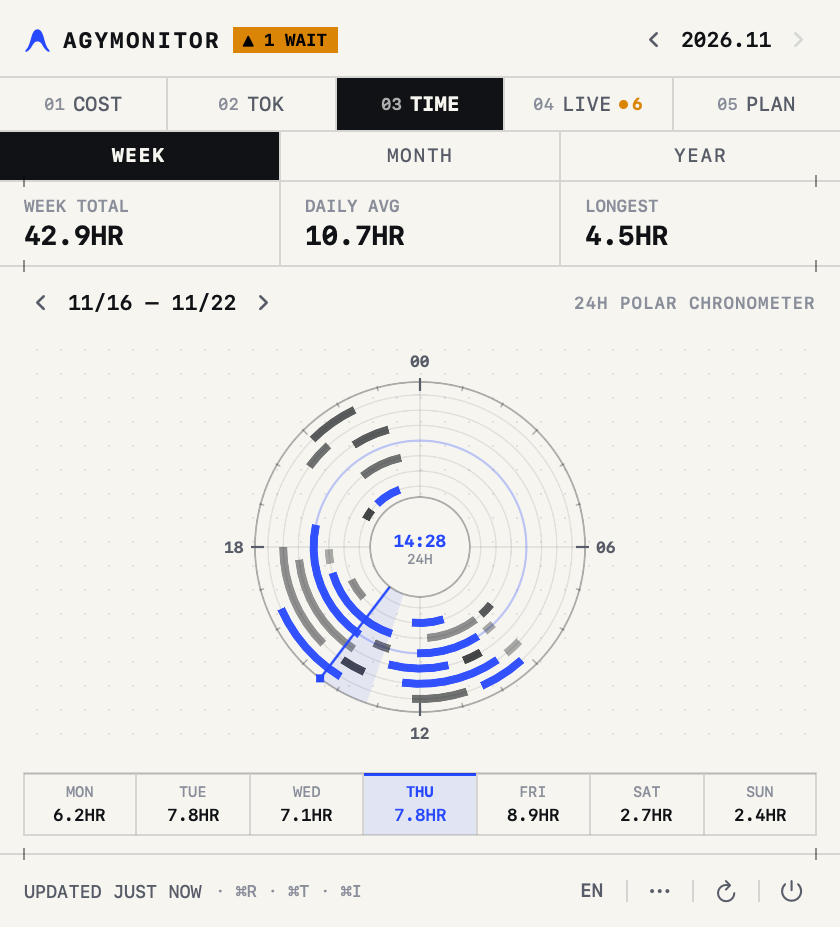 AGYMONITOR ▲ 1 WAIT
2026.11
01 COST 02 TOK 03 TIME 04 LIVE ●6 05 PLAN
WEEK MONTH YEAR
WEEK TOTAL DAILY AVG LONGEST
42.9HR 10.7HR 4.5HR
11/16 — 11/22 24H POLAR CHRONOMETER
00
14:28
18 06
24H
12
MON TUE WED THU FRI SAT SUN
6.2HR 7.8HR 7.1HR 7.8HR 8.9HR 2.7HR 2.4HR
UPDATED JUST NOW · ⌘R · ⌘T · ⌘I EN